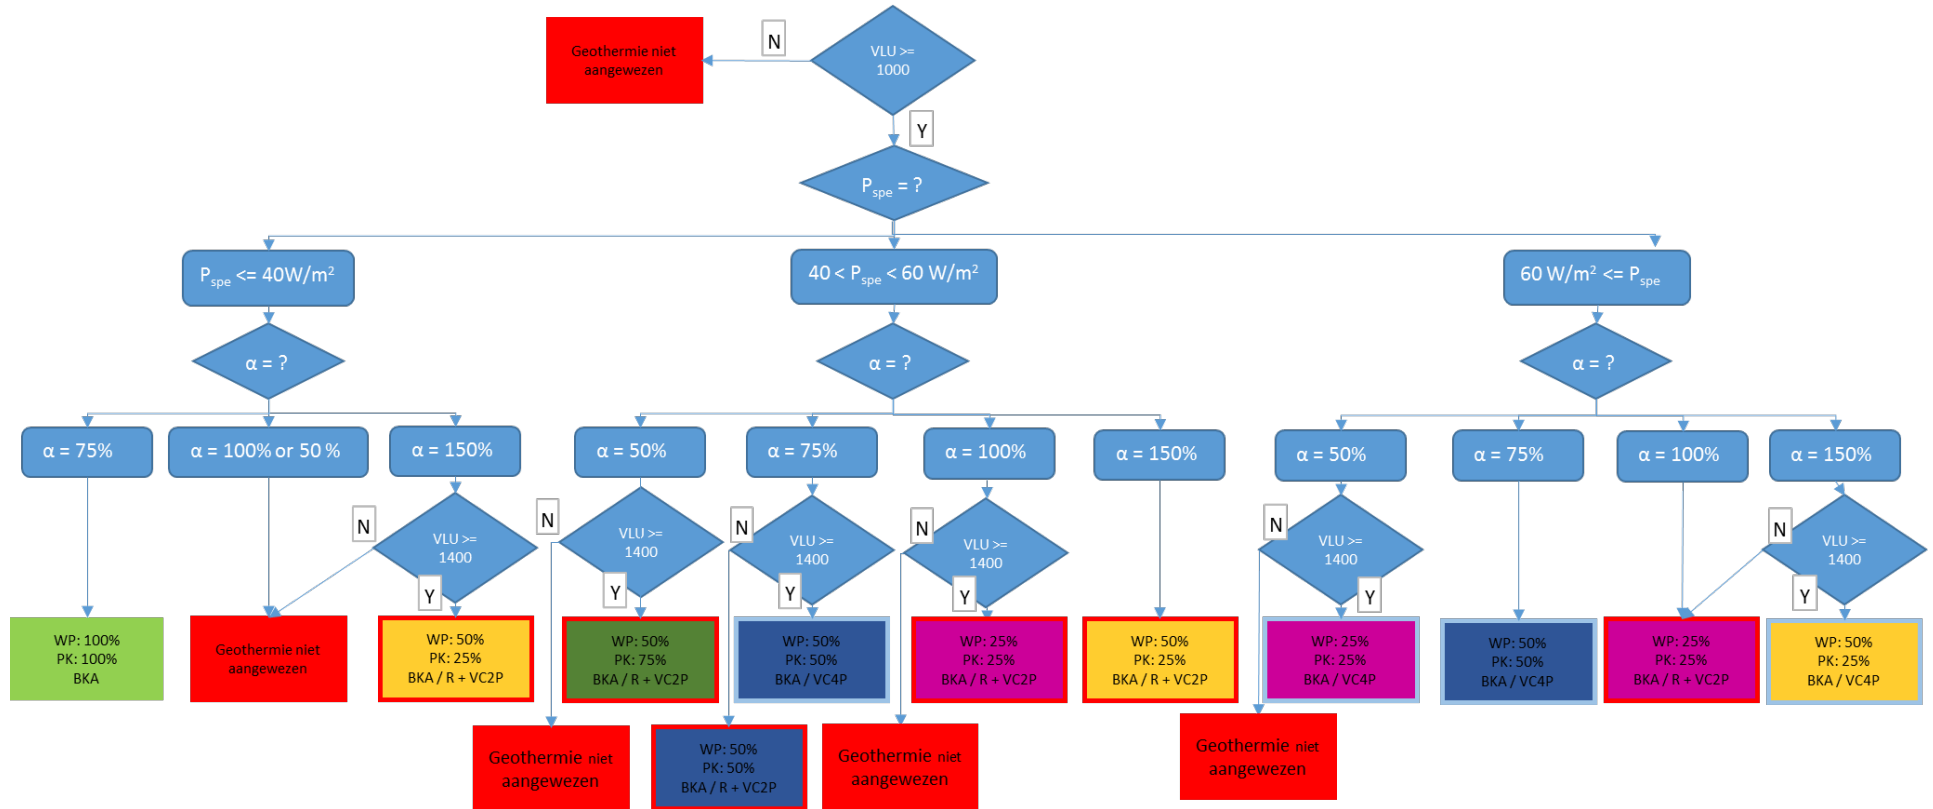 Geothermie niet
aangewezen
N
VLU >=
1000
Y
Pspe = ?
Pspe <= 40W/m²
40 < Pspe < 60 W/m²
60 W/m² <= Pspe
α = ?
α = ?
α = ?
α = 75%
α = 100% or 50 %
α = 150%
α = 50%
α = 75%
α = 100%
α = 150%
α = 50%
α = 75%
α = 100%
α = 150%
N
VLU >=
1400
Y
N
VLU >=
1400
Y
N
VLU >=
1400
Y
N
VLU >=
1400
Y
N
VLU >=
1400
Y
N
VLU >=
1400
Y
WP: 100%
PK: 100%
BKA
Geothermie niet
aangewezen
WP: 50%
PK: 25%
BKA / R + VC2P
WP: 50%
PK: 75%
BKA / R + VC2P
WP: 50%
PK: 50%
BKA / VC4P
WP: 25%
PK: 25%
BKA / R + VC2P
WP: 50%
PK: 25%
BKA / R + VC2P
WP: 25%
PK: 25%
BKA / VC4P
WP: 50%
PK: 50%
BKA / VC4P
WP: 25%
PK: 25%
BKA / R + VC2P
WP: 50%
PK: 25%
BKA / VC4P
Geothermie niet
aangewezen
WP: 50%
PK: 50%
BKA / R + VC2P
Geothermie niet
aangewezen
Geothermie niet
aangewezen